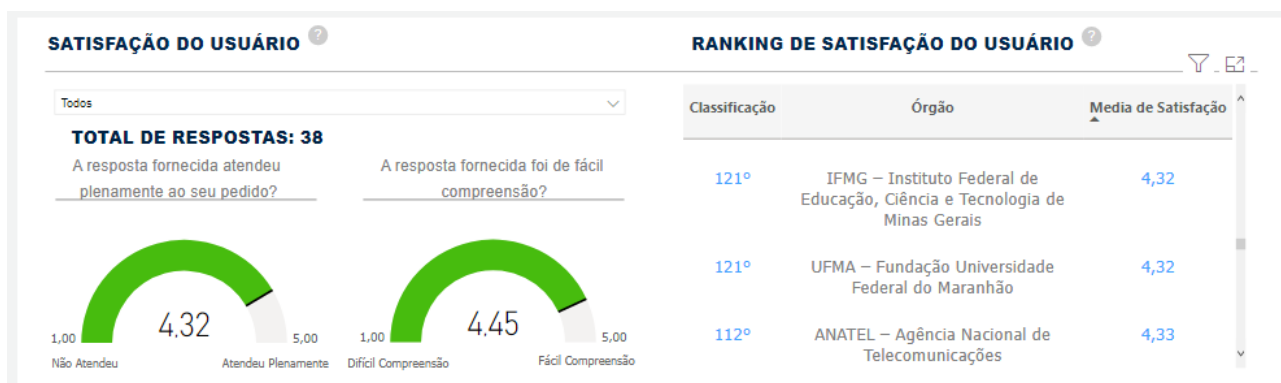 SATISFAÇÃO DO USUÁRIO ?
Todos
TOTAL DE RESPOSTAS: 38
A resposta fornecida atendeu
plenamente ao seu pedido?
A resposta fornecida foi de fácil
compreensão?
4,32
1,00
5,00
Não Atendeu
Atendeu Plenamente
4,45
1,00
5,00
Difícil Compreensão
Fácil Compreensão
RANKING DE SATISFAÇÃO DO USUÁRIO ?
Classificação
Órgão
Media de Satisfação
121º
IFMG – Instituto Federal de
Educação, Ciência e Tecnologia de
Minas Gerais
4,32
121º
UFMA – Fundação Universidade
Federal do Maranhão
4,32
112º
ANATEL – Agência Nacional de
Telecomunicações
4,33